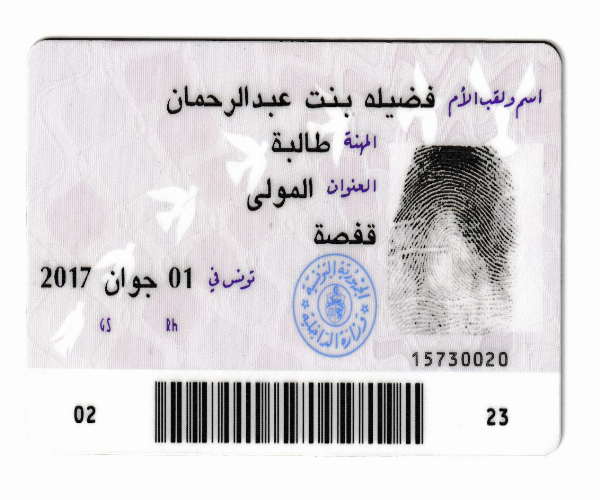 اسم ولقب الأم فضيله بنت عبدالرحمان
المهنة طالبة
العنوان المولى
قفصة
تونس في 01 جوان 2017
GS Rh
الجمهورية التونسية
وزارة الداخلية
15730020
02 23